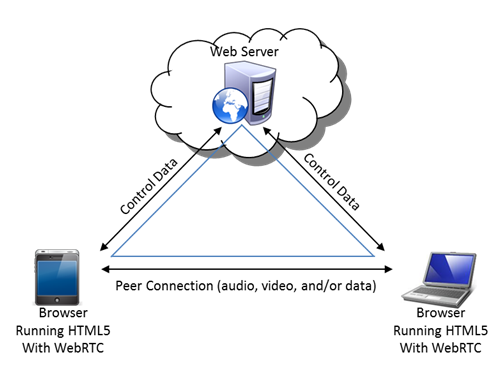 Web Server
Control Data
Control Data
Peer Connection (audio, video, and/or data)
Browser
Running HTML5
With WebRTC
Browser
Running HTML5
With WebRTC